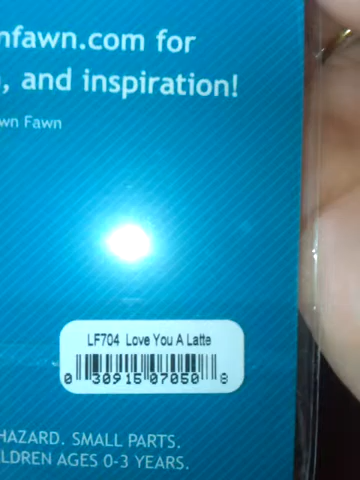 nfawn.com for
, and inspiration!
wn Fawn
LF704 Love You A Latte
0 30915 07050 8
HAZARD. SMALL PARTS.
LDREN AGES 0-3 YEARS.